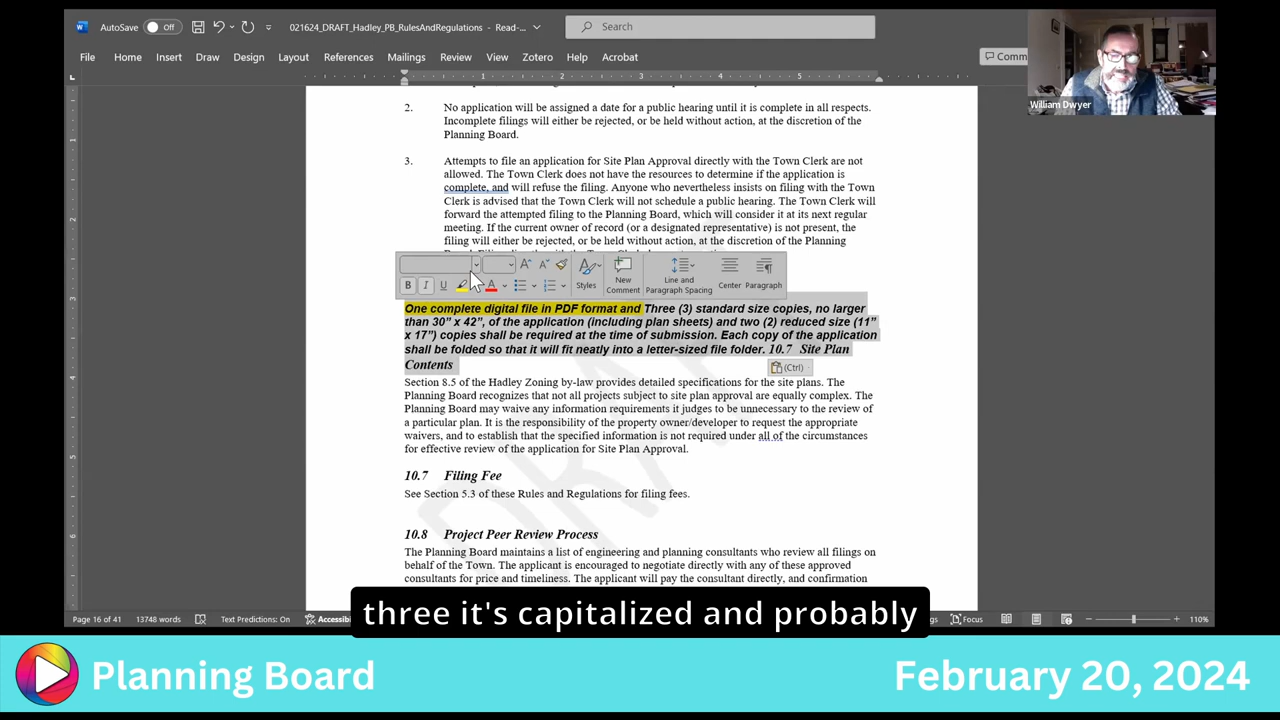 AutoSave Off 021624_DRAFT_Hadley_PB_RulesAndRegulations - Read-... Search
File Home Insert Draw Design Layout References Mailings Review View Zotero Help Acrobat Comm
William Dwyer
1 2 3 4 5
2. No application will be assigned a date for a public hearing until it is complete in all respects.
Incomplete filings will either be rejected, or be held without action, at the discretion of the
Planning Board.
3. Attempts to file an application for Site Plan Approval directly with the Town Clerk are not
allowed. The Town Clerk does not have the resources to determine if the application is
complete, and will refuse the filing. Anyone who nevertheless insists on filing with the Town
Clerk is advised that the Town Clerk will not schedule a public hearing. The Town Clerk will
forward the attempted filing to the Planning Board, which will consider it at its next regular
meeting. If the current owner of record (or a designated representative) is not present, the
filing will either be rejected, or be held without action, at the discretion of the Planning
B I U A Styles New Comment Line and Paragraph Spacing Center Paragraph
One complete digital file in PDF format and Three (3) standard size copies, no larger
than 30” x 42”, of the application (including plan sheets) and two (2) reduced size (11”
x 17”) copies shall be required at the time of submission. Each copy of the application
shall be folded so that it will fit neatly into a letter-sized file folder. 10.7 Site Plan
Contents
(Ctrl)
Section 8.5 of the Hadley Zoning by-law provides detailed specifications for the site plans. The
Planning Board recognizes that not all projects subject to site plan approval are equally complex. The
Planning Board may waive any information requirements it judges to be unnecessary to the review of
a particular plan. It is the responsibility of the property owner/developer to request the appropriate
waivers, and to establish that the specified information is not required under all of the circumstances
for effective review of the application for Site Plan Approval.
10.7 Filing Fee
See Section 5.3 of these Rules and Regulations for filing fees.
10.8 Project Peer Review Process
The Planning Board maintains a list of engineering and planning consultants who review all filings on
behalf of the Town. The applicant is encouraged to negotiate directly with any of these approved
consultants for price and timeliness. The applicant will pay the consultant directly, and confirmation
three it's capitalized and probably
Page 16 of 41 13748 words Text Predictions: On Focus 110%
Planning Board February 20, 2024